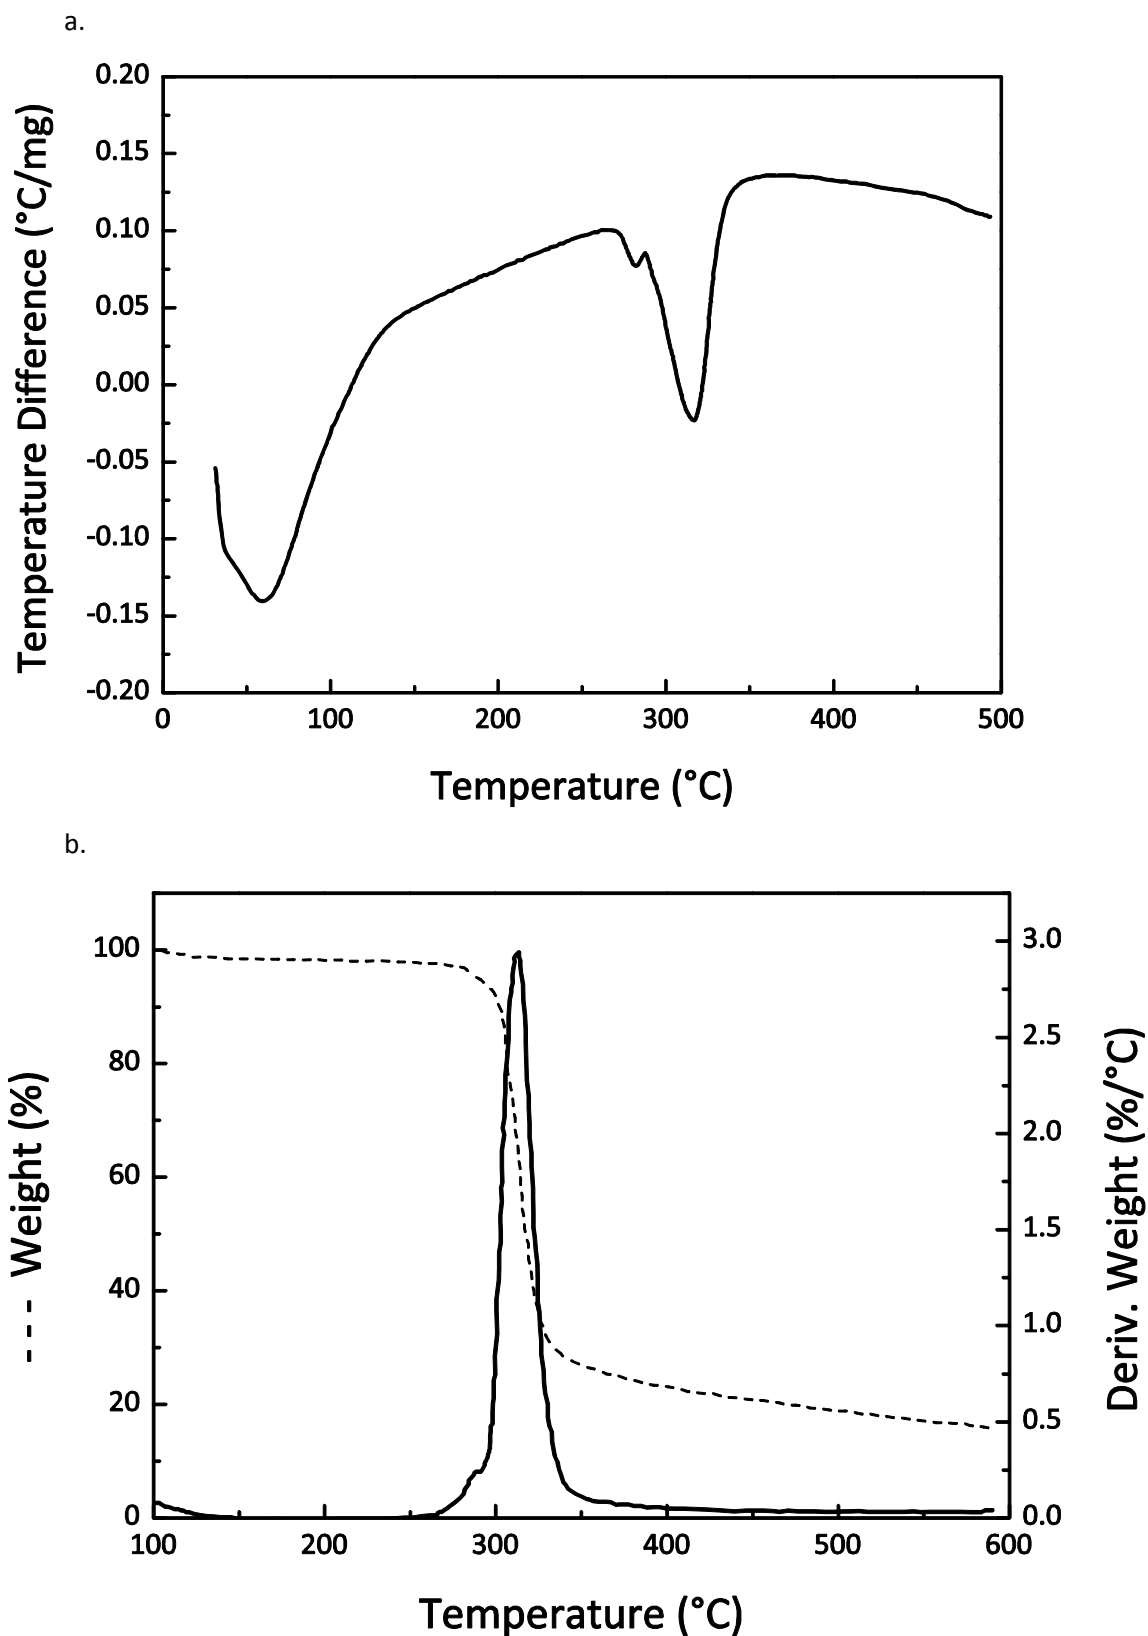 a.
Temperature Difference (°C/mg)
0.20
0.15
0.10
0.05
0.00
-0.05
-0.10
-0.15
-0.20
0 100 200 300 400 500
Temperature (°C)
b.
--- Weight (%)
100
80
60
40
20
0
3.0
2.5
2.0
1.5
1.0
0.5
0.0
Deriv. Weight (%/°C)
100 200 300 400 500 600
Temperature (°C)